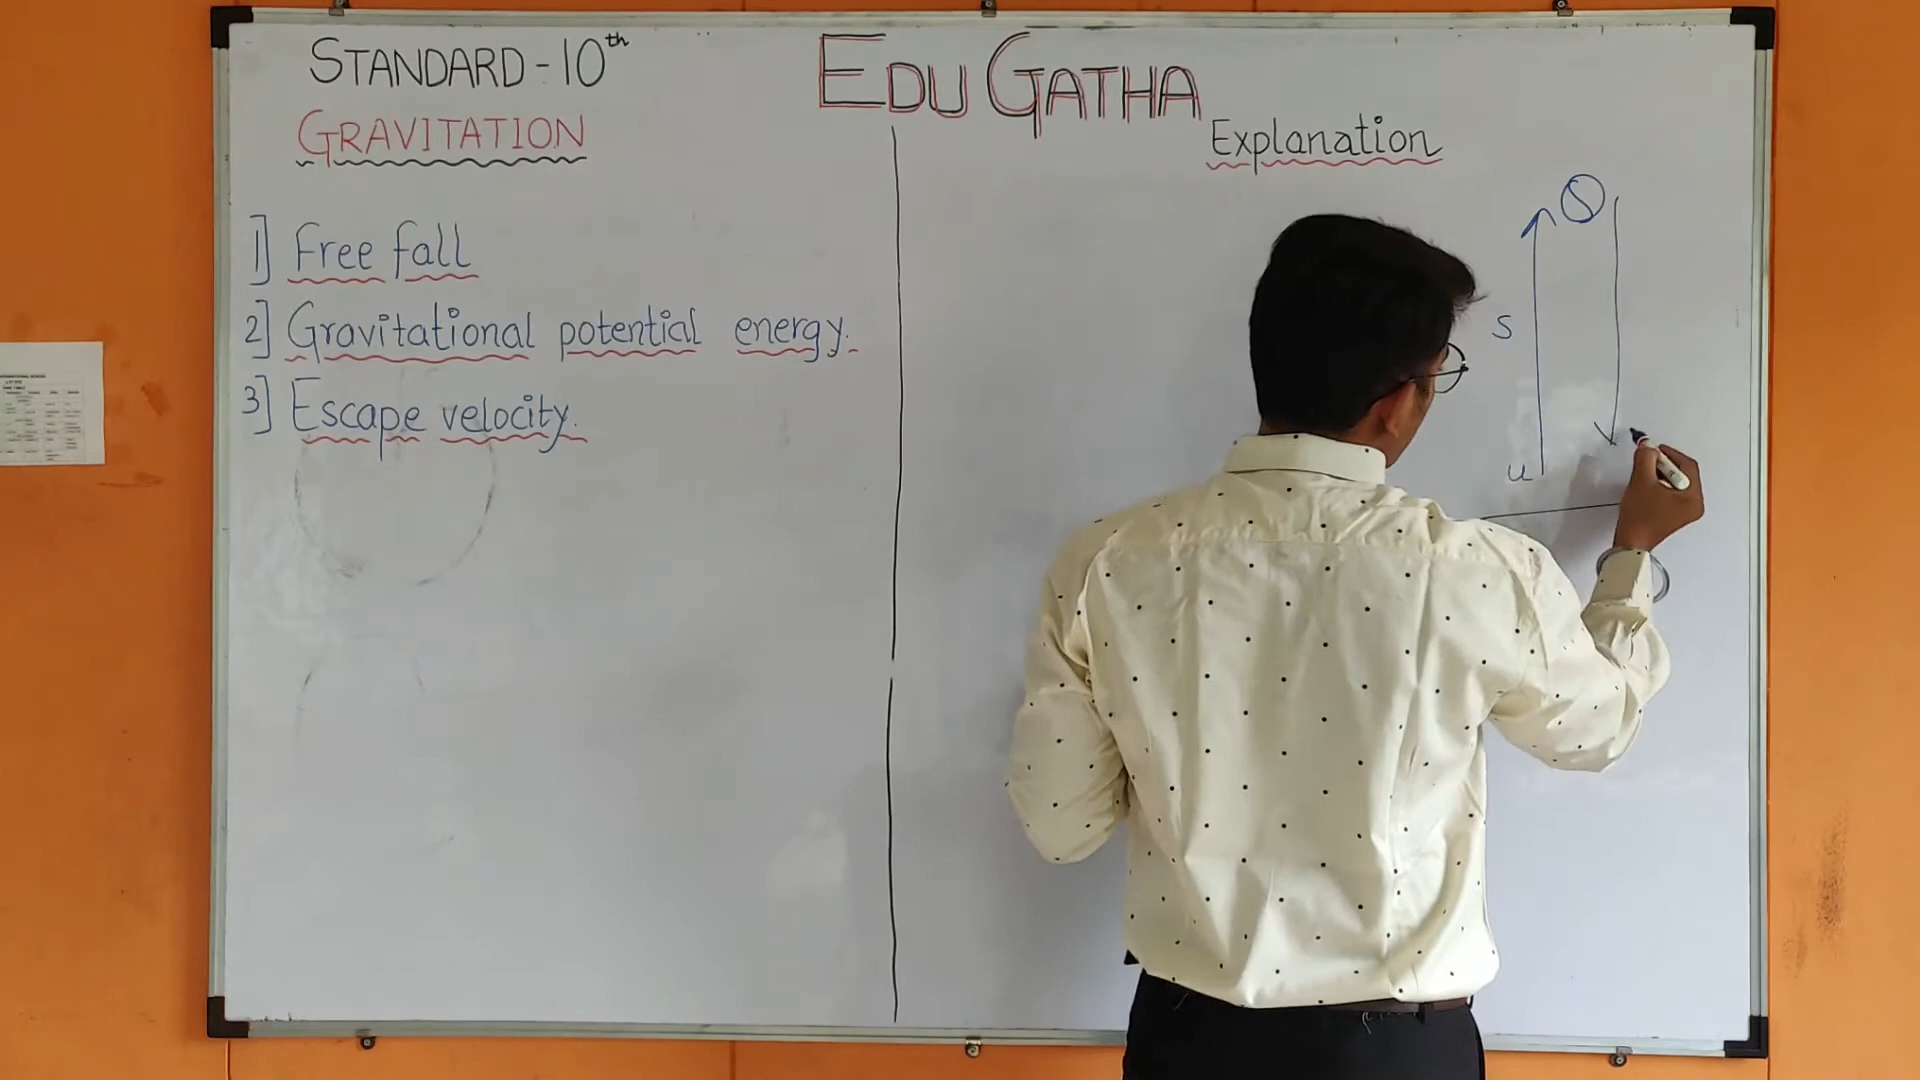 STANDARD - 10th
GRAVITATION
EDU GATHA
Explanation
1] Free fall
2] Gravitational potential energy.
3] Escape velocity.
s
u